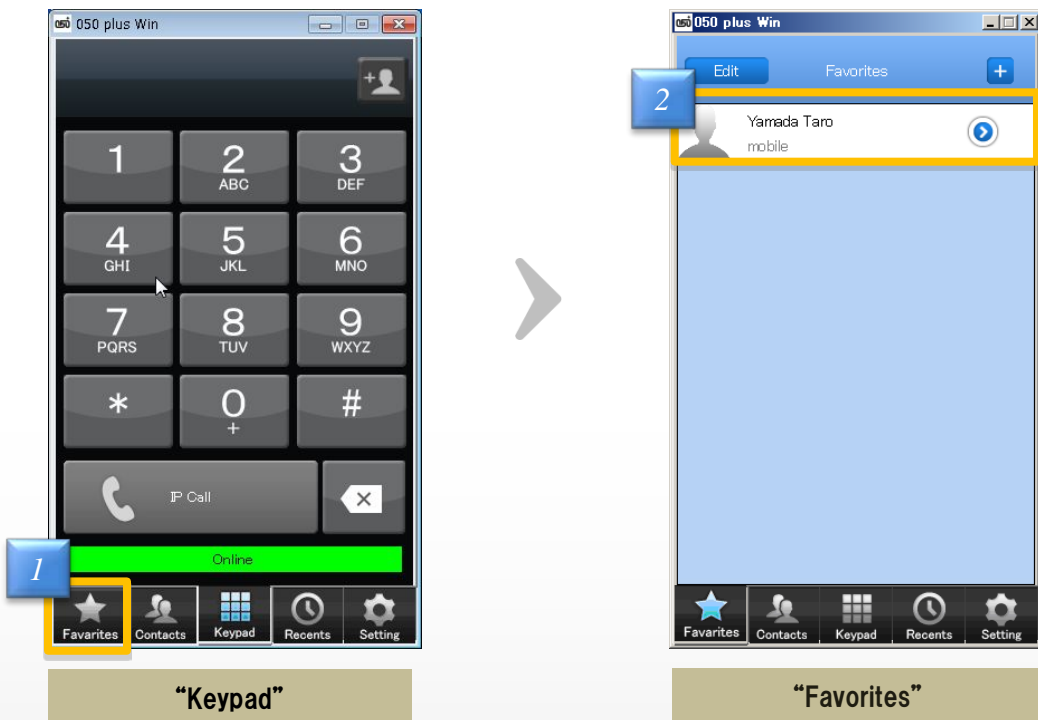 050 050 plus Win
+
1
2
ABC
3
DEF
4
GHI
5
JKL
6
MNO
7
PQRS
8
TUV
9
WXYZ
*
0
+
#
IP Call
Online
1
Favarites Contacts Keypad Recents Setting
“Keypad”
050 050 plus Win
Edit Favorites +
2
Yamada Taro
mobile
Favarites Contacts Keypad Recents Setting
“Favorites”